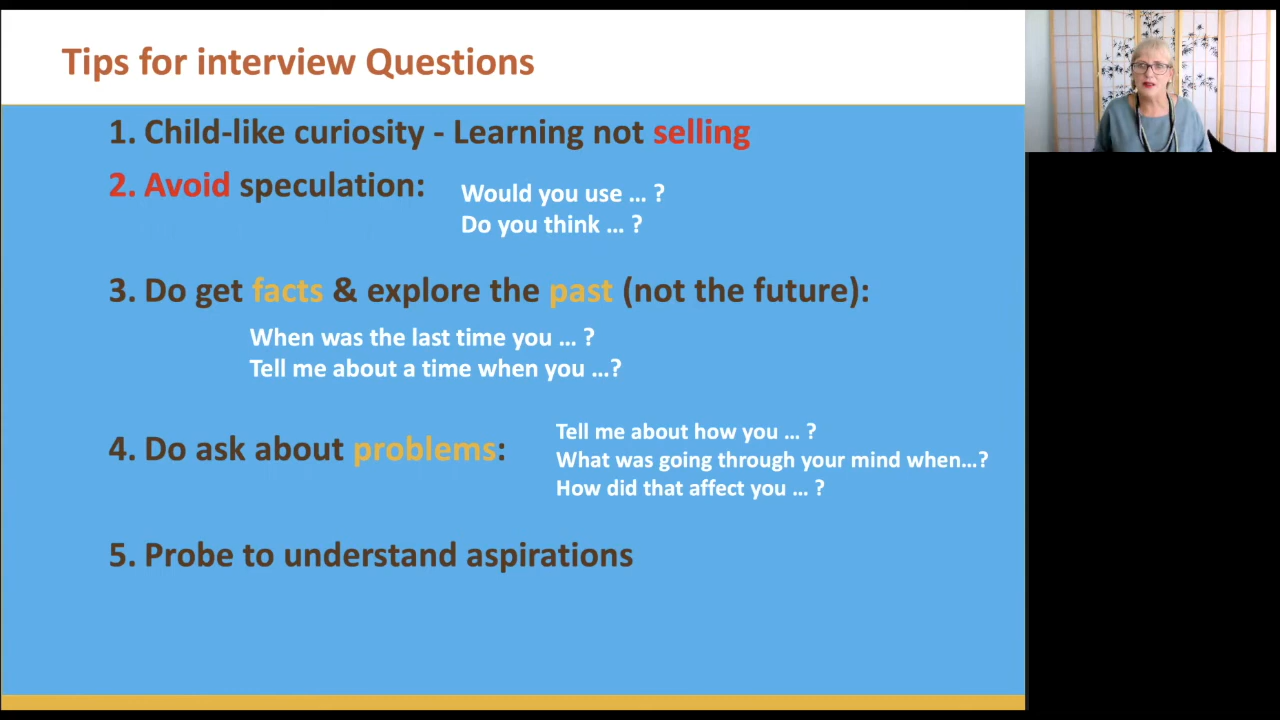 Tips for interview Questions
1. Child-like curiosity - Learning not selling
2. Avoid speculation:
Would you use ... ?
Do you think ... ?
3. Do get facts & explore the past (not the future):
When was the last time you ... ?
Tell me about a time when you ...?
4. Do ask about problems:
Tell me about how you ... ?
What was going through your mind when...?
How did that affect you ... ?
5. Probe to understand aspirations